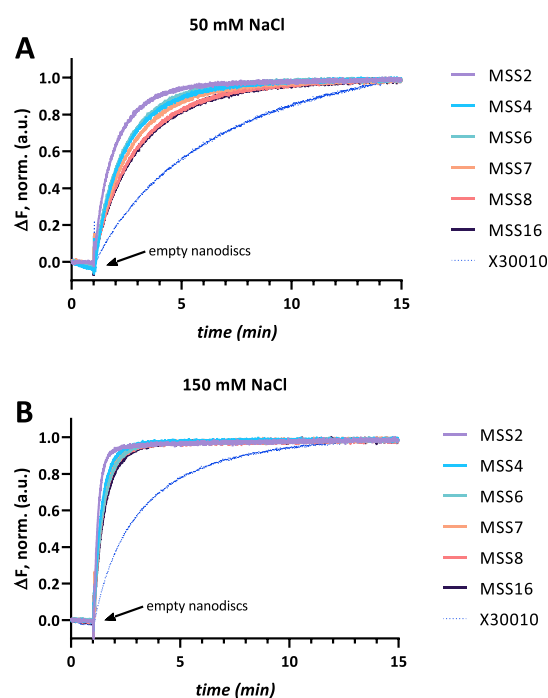 50 mM NaCl
A
ΔF, norm. (a.u.)
1.0
0.8
0.6
0.4
0.2
0.0
empty nanodiscs
0 5 10 15
time (min)
MSS2
MSS4
MSS6
MSS7
MSS8
MSS16
X30010
150 mM NaCl
B
ΔF, norm. (a.u.)
1.0
0.8
0.6
0.4
0.2
0.0
empty nanodiscs
0 5 10 15
time (min)
MSS2
MSS4
MSS6
MSS7
MSS8
MSS16
X30010